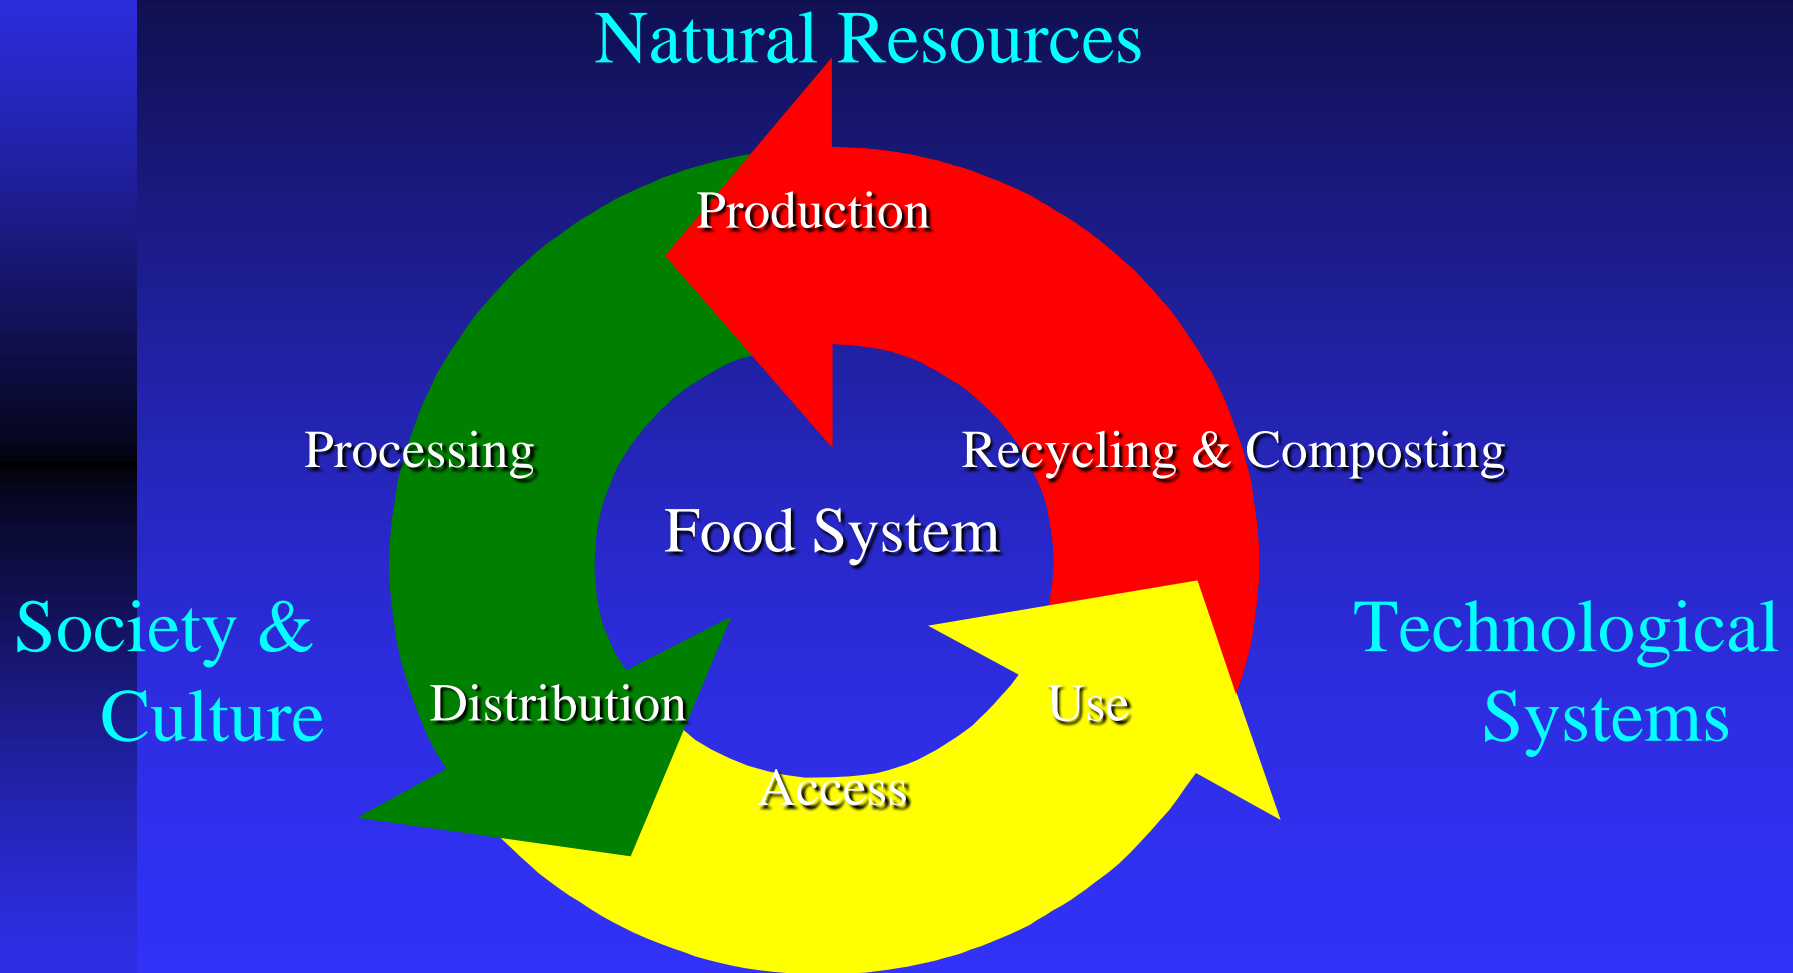 Natural Resources
Production
Processing
Recycling & Composting
Food System
Society &
Culture
Technological
Systems
Distribution
Use
Access